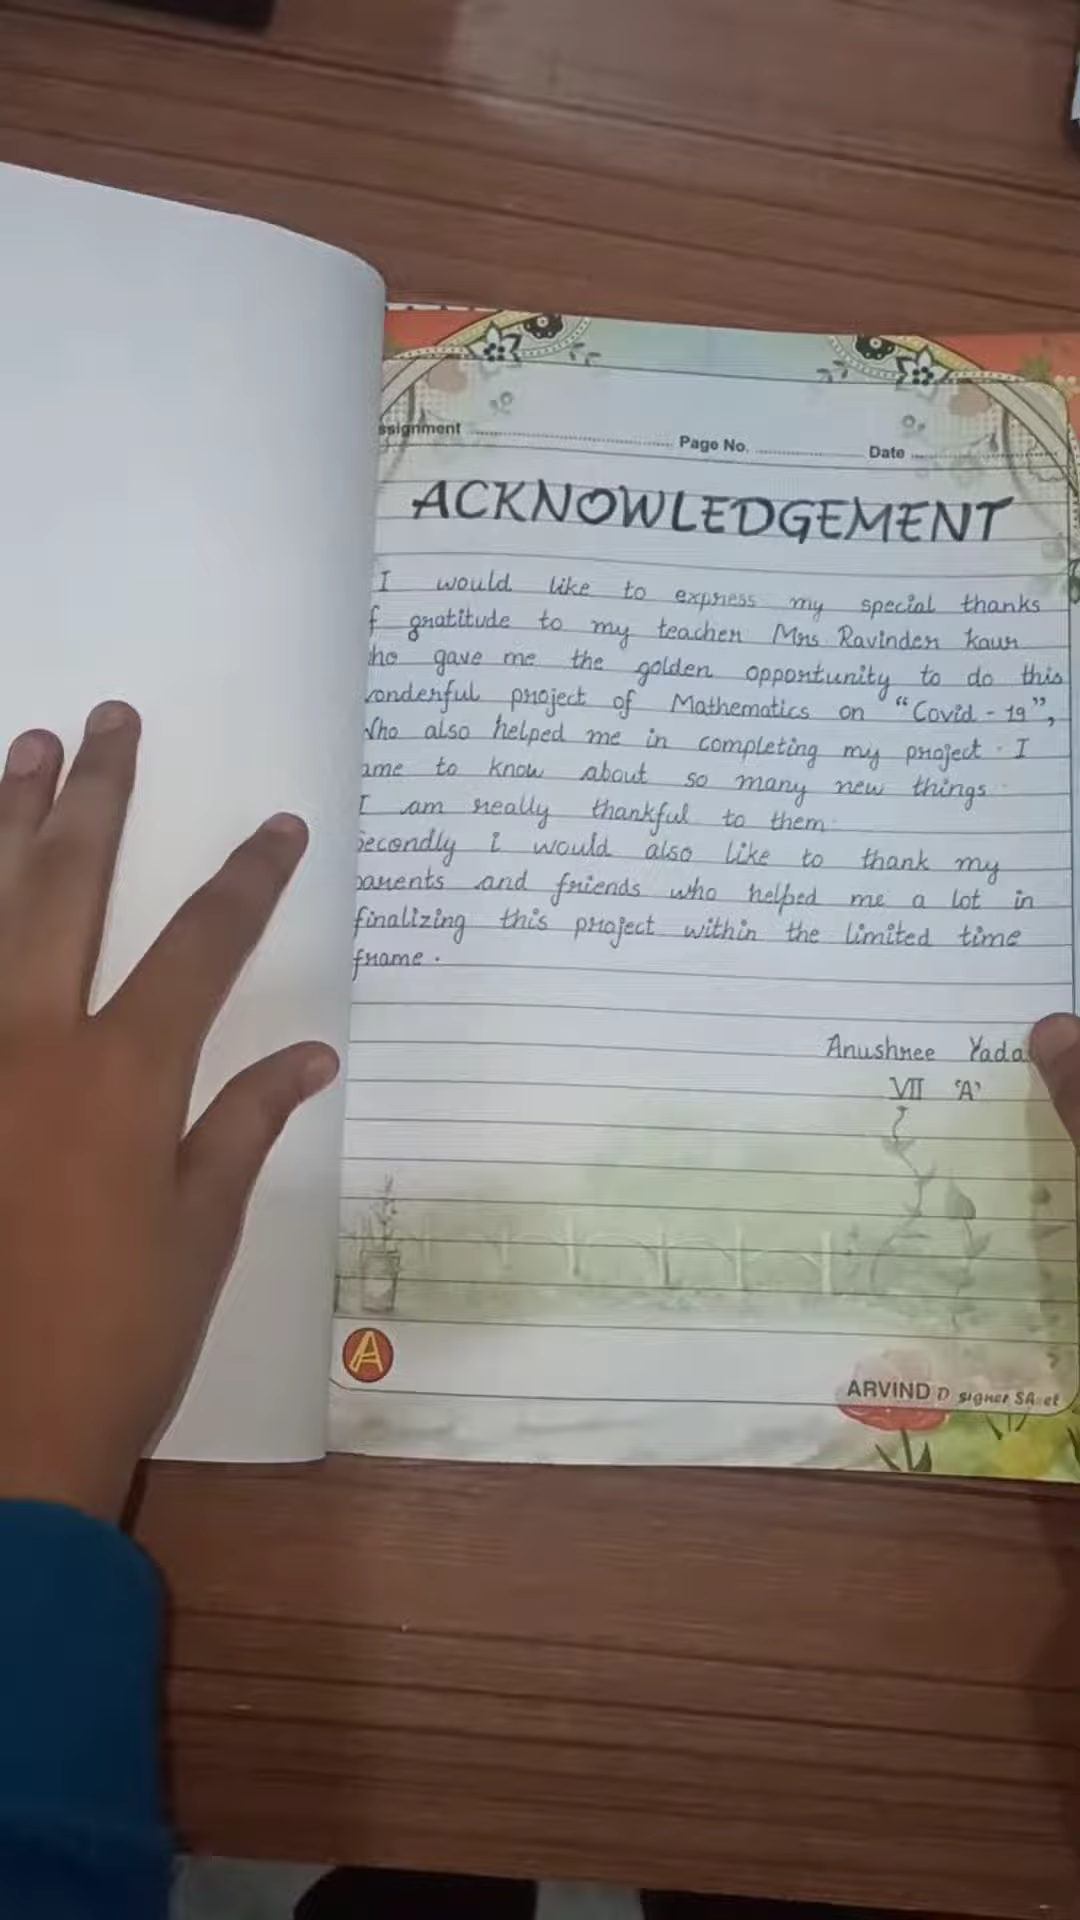 ssignment Page No. Date
ACKNOWLEDGEMENT
I would like to express my special thanks
f gratitude to my teacher Mrs Ravinder kaur
ho gave me the golden opportunity to do this
onderful project of Mathematics on "Covid - 19",
Who also helped me in completing my project. I
ame to know about so many new things.
I am really thankful to them.
Secondly i would also like to thank my
parents and friends who helped me a lot in
finalizing this project within the limited time
frame.
Anushree Yada
VII 'A'
A
ARVIND D signer S et